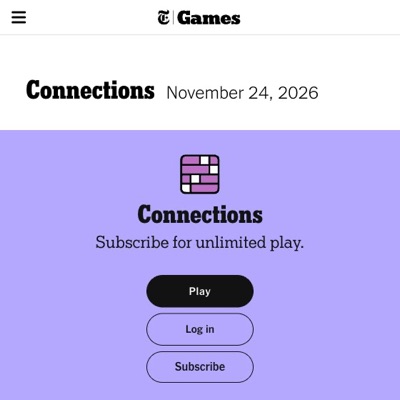 T Games
Connections November 24, 2026
Connections
Subscribe for unlimited play.
Play
Log in
Subscribe